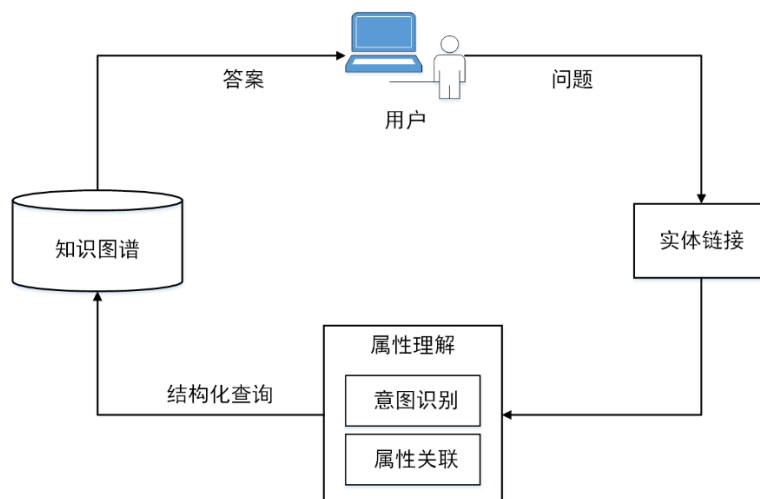 答案
问题
用户
知识图谱
实体链接
属性理解
意图识别
属性关联
结构化查询